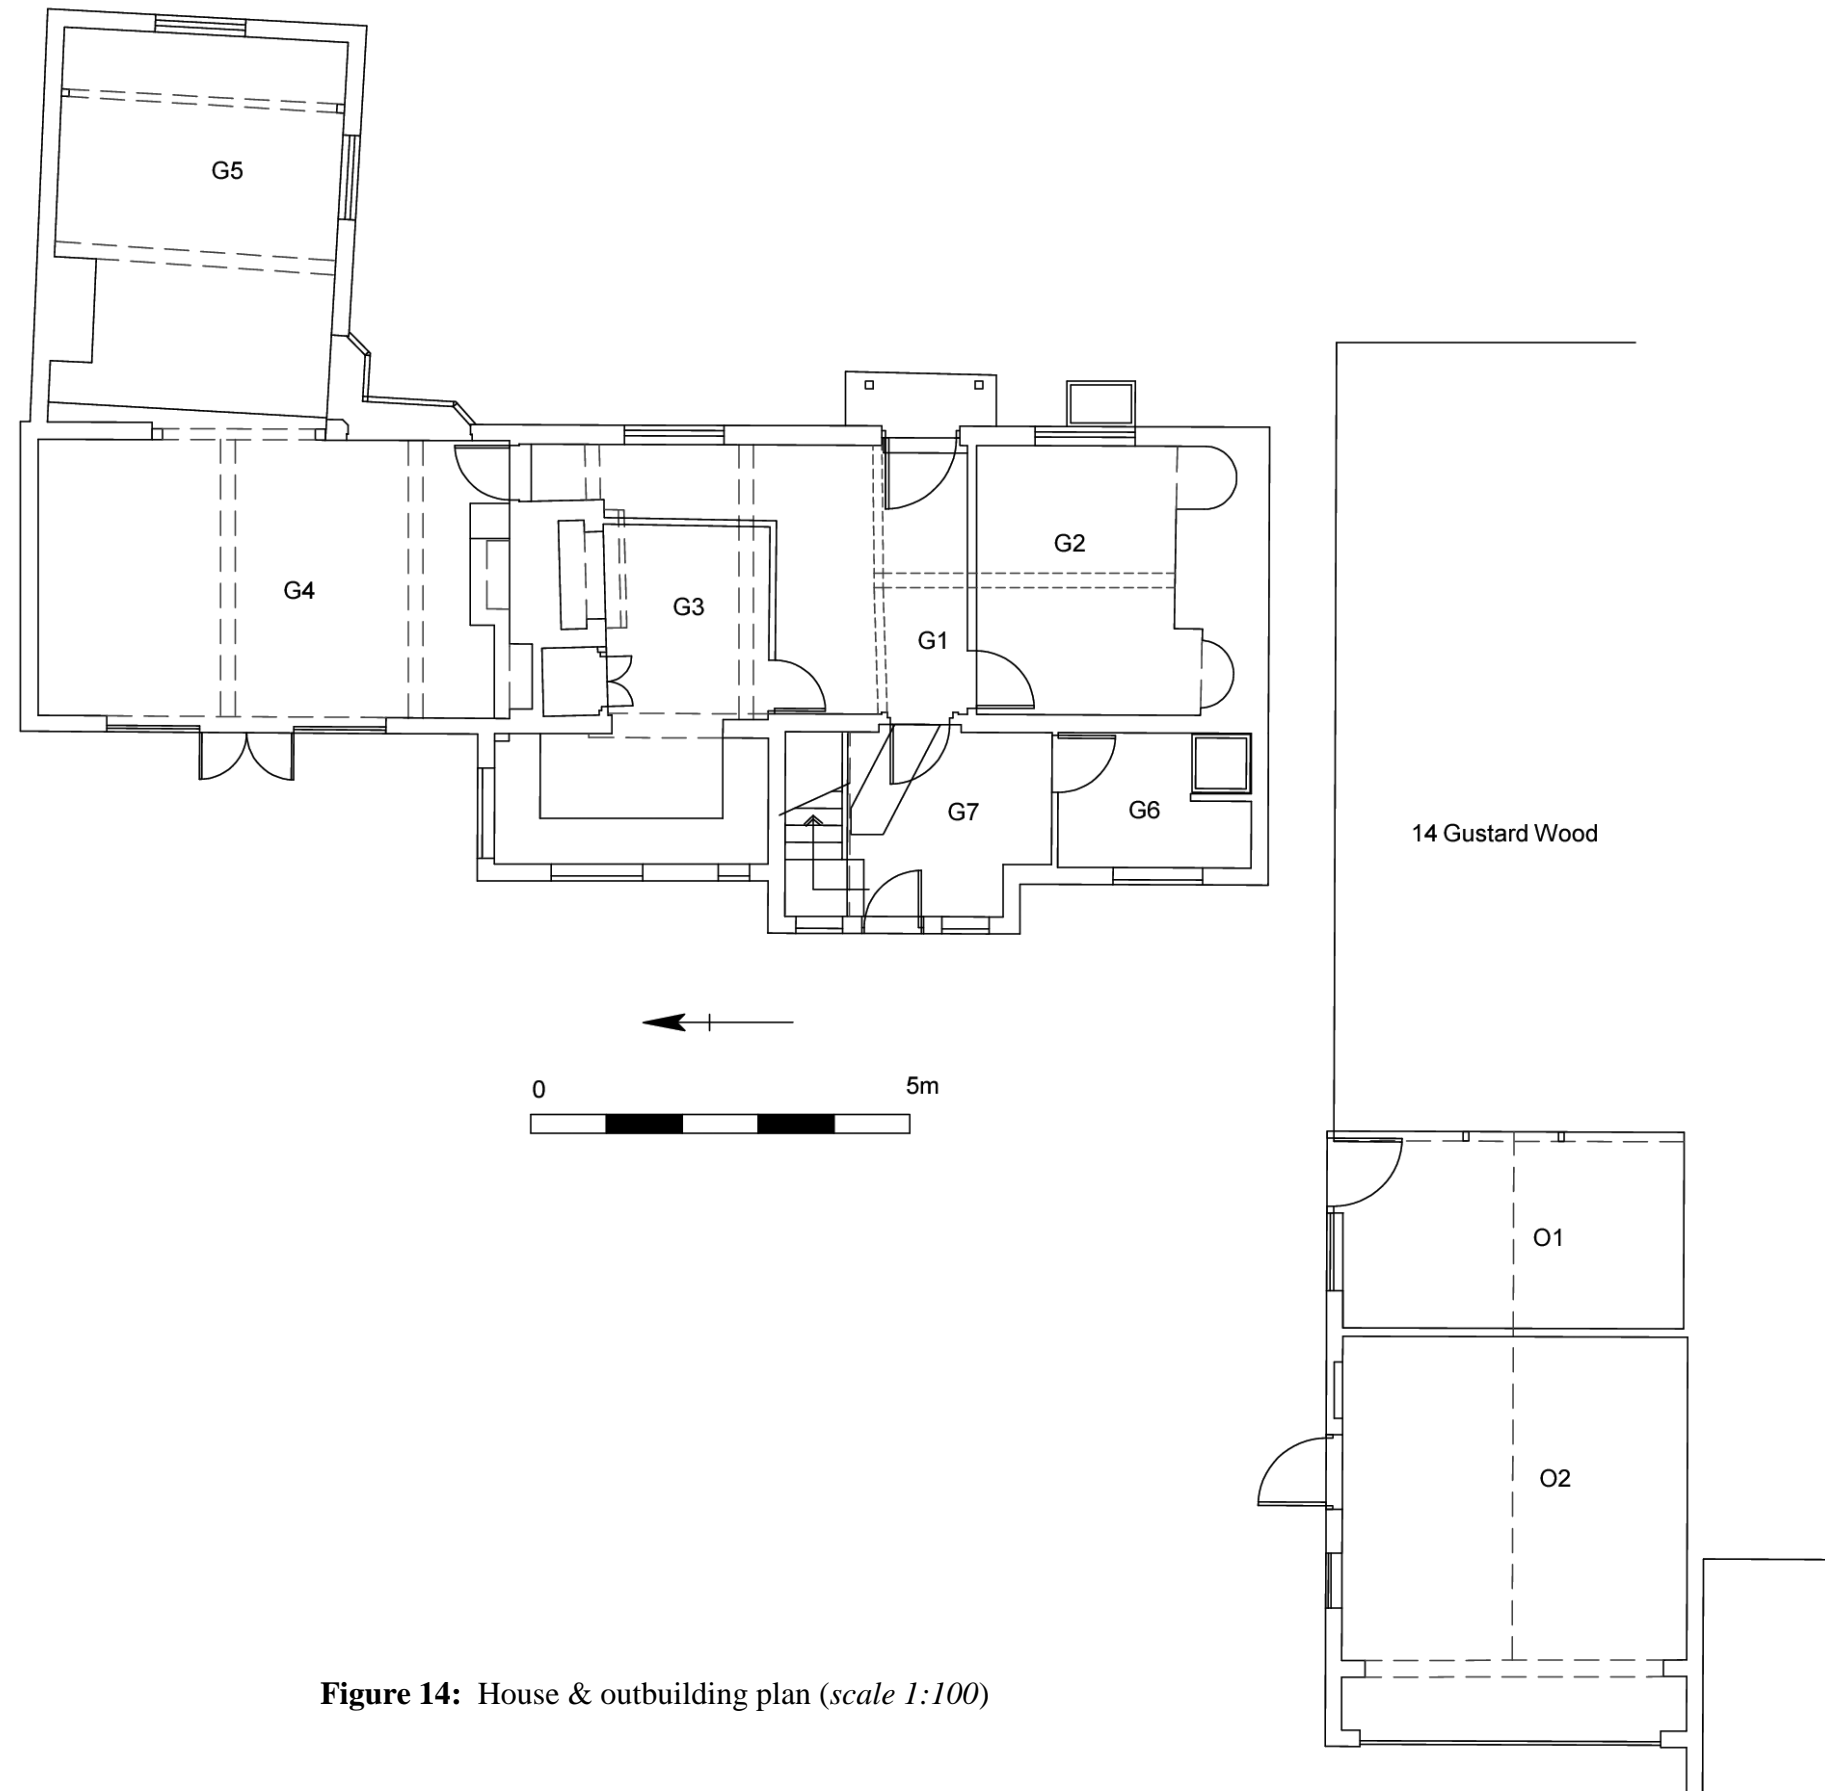 G5
G2
G4
G3
G1
G7
G6
14 Gustard Wood
0 5m
O1
O2
Figure 14: House & outbuilding plan (scale 1:100)